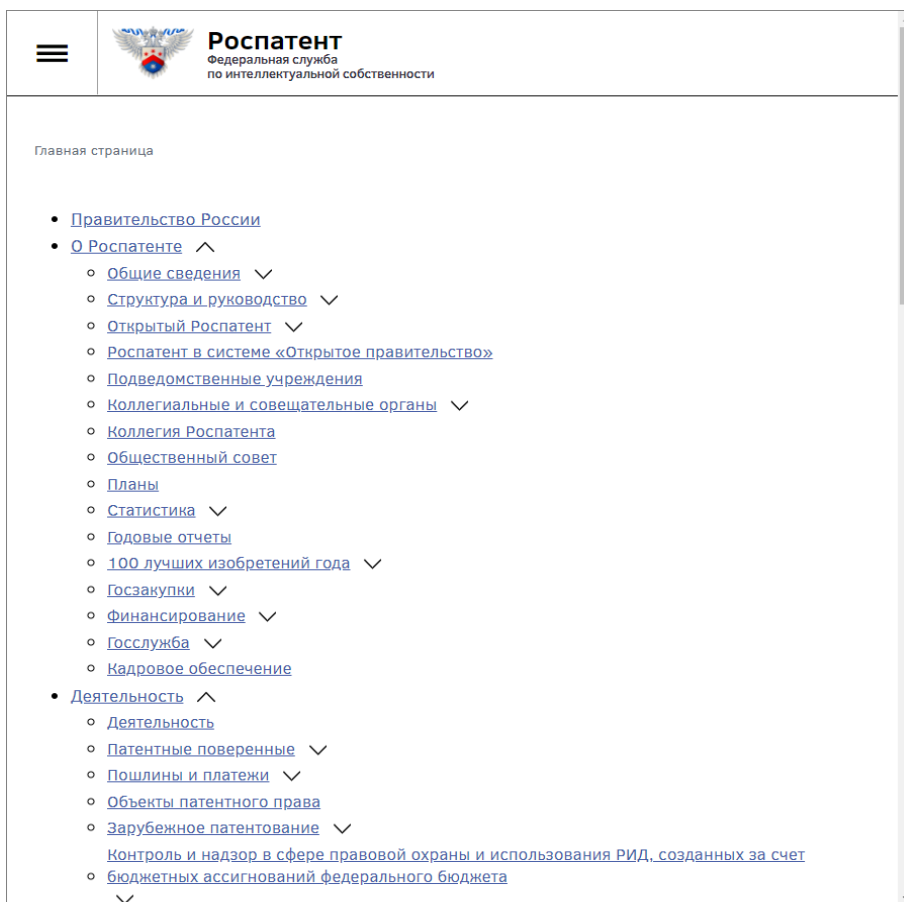 Роспатент
Федеральная служба
по интеллектуальной собственности
Главная страница
Правительство России
О Роспатенте
Общие сведения
Структура и руководство
Открытый Роспатент
Роспатент в системе «Открытое правительство»
Подведомственные учреждения
Коллегиальные и совещательные органы
Коллегия Роспатента
Общественный совет
Планы
Статистика
Годовые отчеты
100 лучших изобретений года
Госзакупки
Финансирование
Госслужба
Кадровое обеспечение
Деятельность
Деятельность
Патентные поверенные
Пошлины и платежи
Объекты патентного права
Зарубежное патентование
Контроль и надзор в сфере правовой охраны и использования РИД, созданных за счет
бюджетных ассигнований федерального бюджета